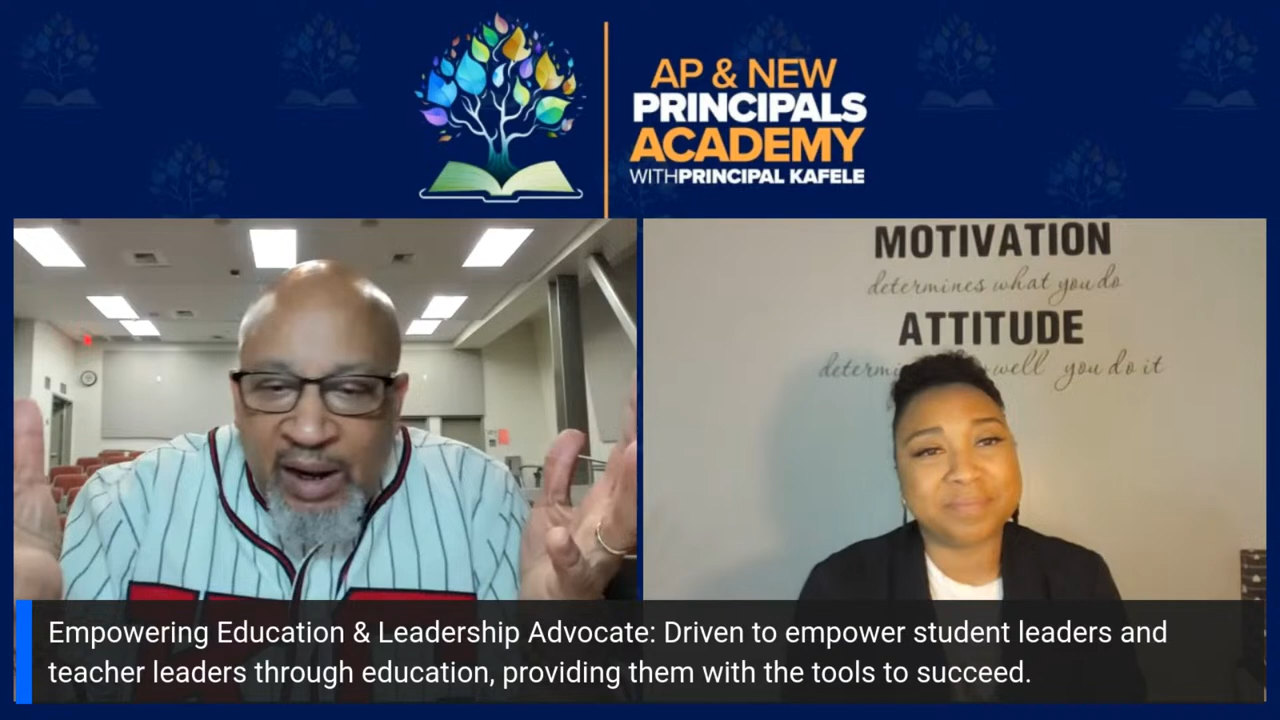 AP & NEW
PRINCIPALS
ACADEMY
WITH PRINCIPAL KAFELE
MOTIVATION
determines what you do
ATTITUDE
well you do it
Empowering Education & Leadership Advocate: Driven to empower student leaders and
teacher leaders through education, providing them with the tools to succeed.